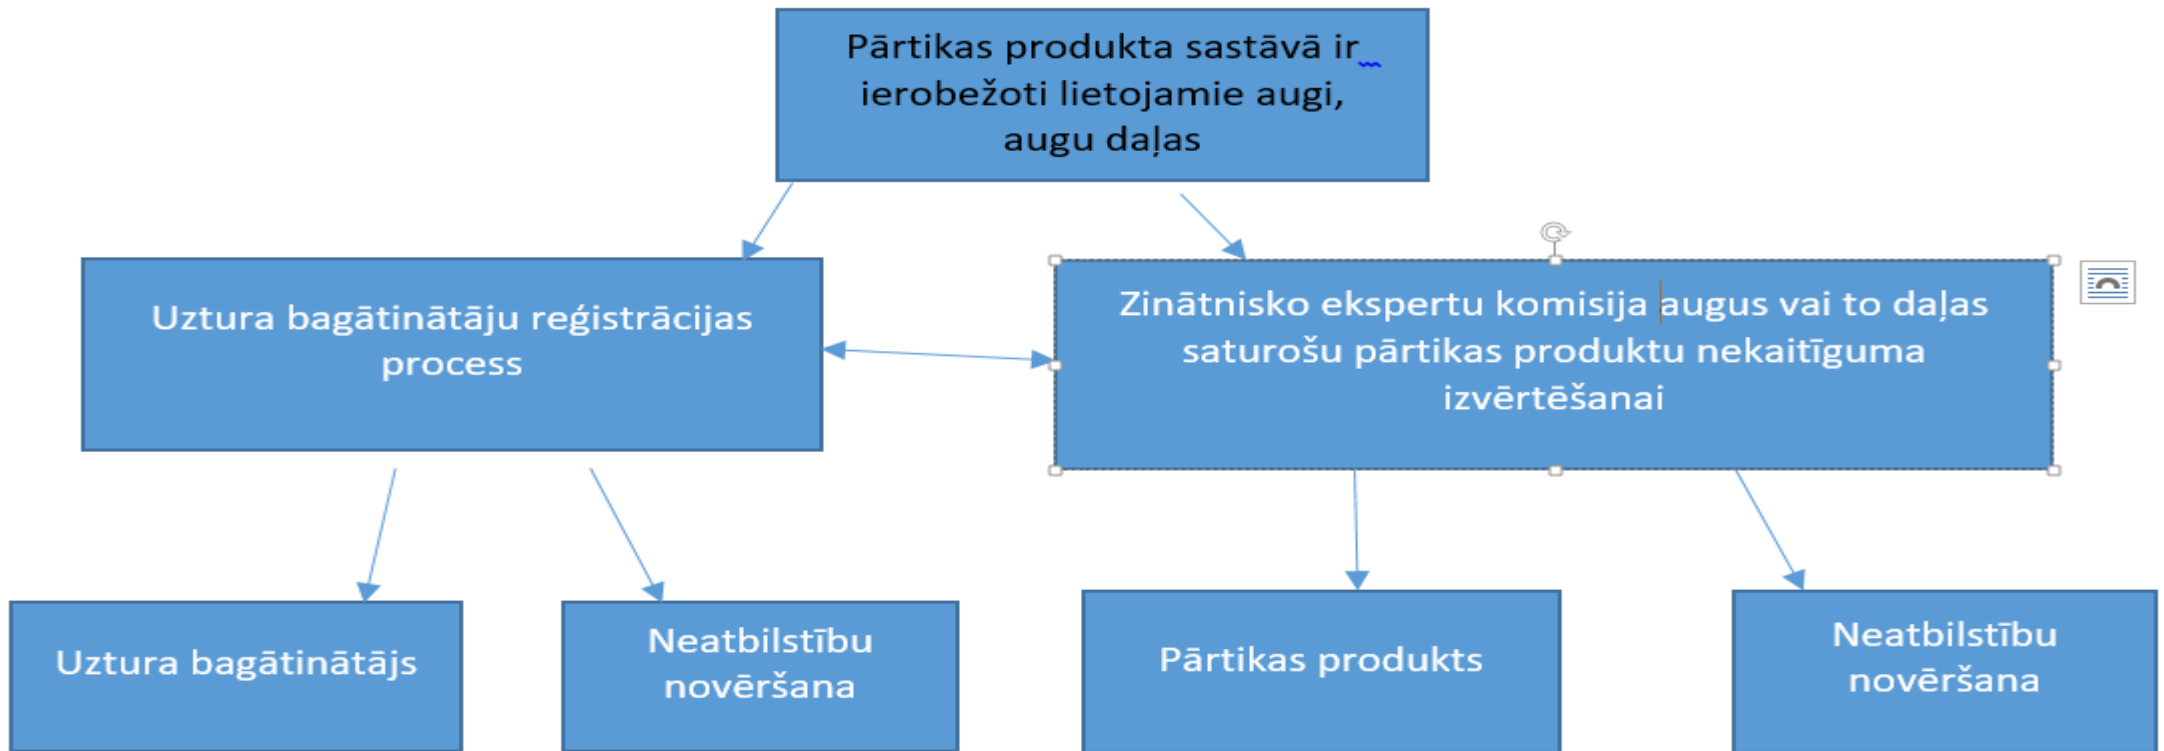 Pārtikas produkta sastāvā ir
ierobežoti lietojamie augi,
augu daļas
Uztura bagātinātāju reģistrācijas
process
Zinātnisko ekspertu komisija augus vai to daļas
saturošu pārtikas produktu nekaitīguma
izvērtēšanai
Uztura bagātinātājs
Neatbilstību
novēršana
Pārtikas produkts
Neatbilstību
novēršana